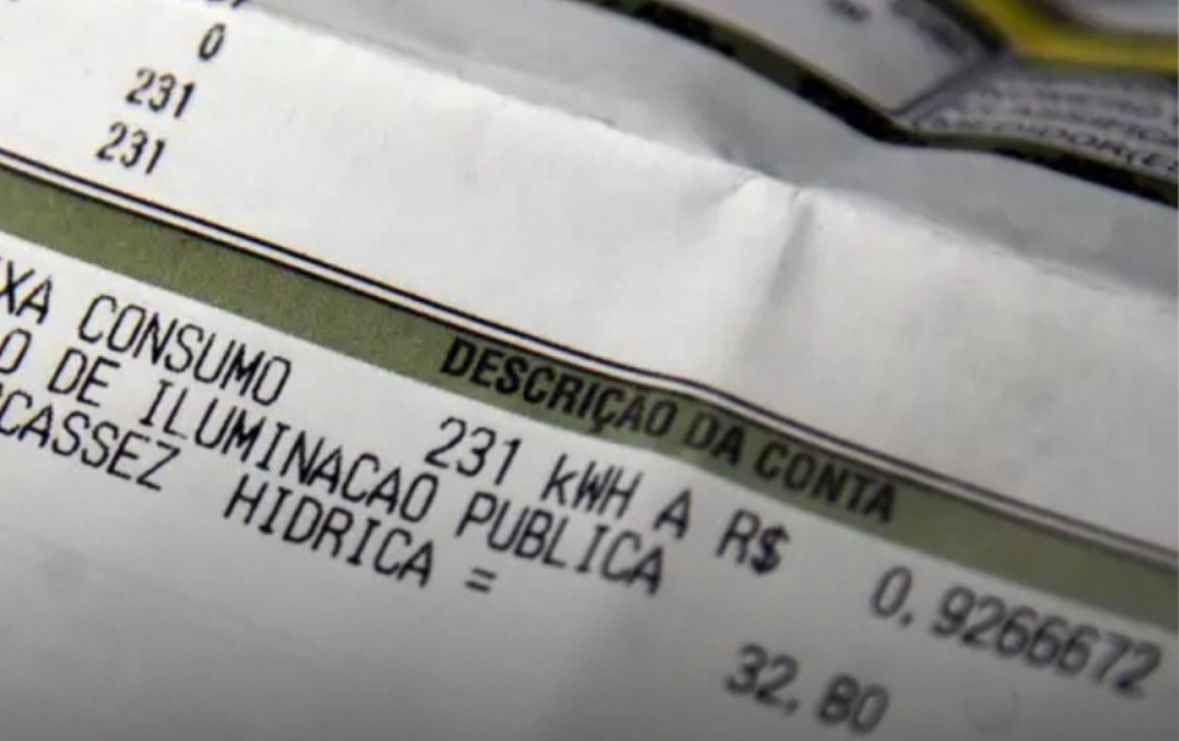 0
231
231
DESCRIÇÃO DA CONTA
XA CONSUMO 231 KWH A R$ 0,9266672
O DE ILUMINACAO PUBLICA
CASSEZ HIDRICA = 32,80